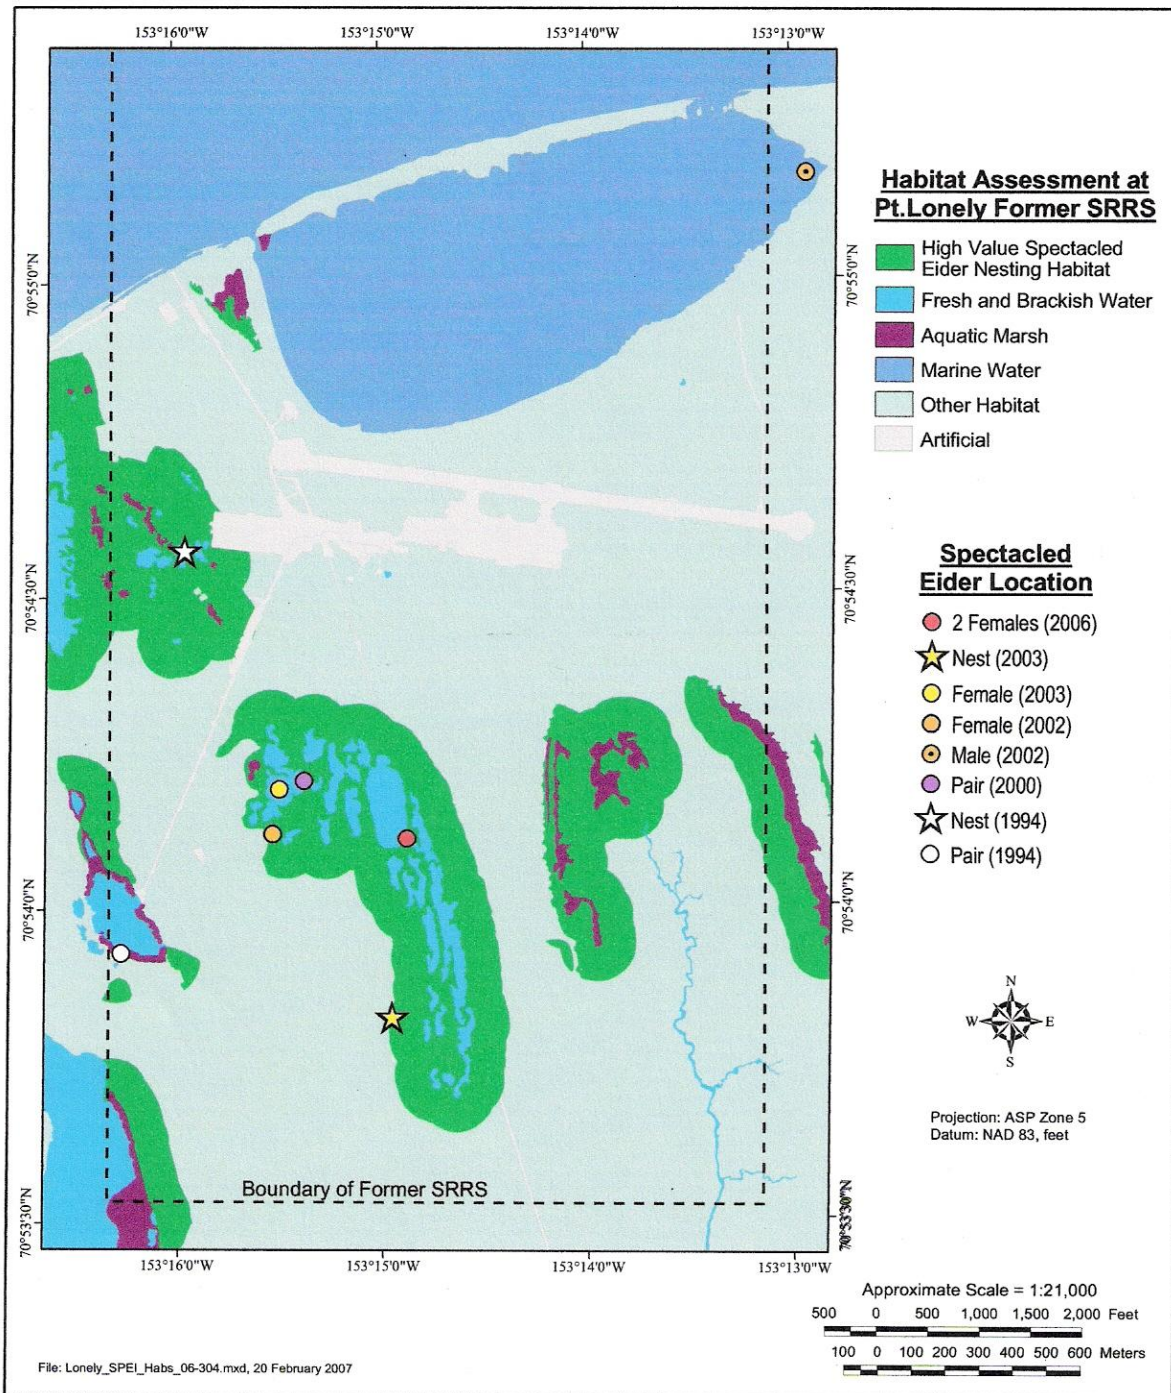 153°16'0"W 153°15'0"W 153°14'0"W 153°13'0"W
70°55'0"N
70°55'0"N
70°54'30"N
70°54'30"N
70°54'0"N
70°54'0"N
70°53'30"N
70°53'30"N
Boundary of Former SRRS
153°16'0"W 153°15'0"W 153°14'0"W 153°13'0"W
Habitat Assessment at
Pt.Lonely Former SRRS
High Value Spectacled
Eider Nesting Habitat
Fresh and Brackish Water
Aquatic Marsh
Marine Water
Other Habitat
Artificial
Spectacled
Eider Location
2 Females (2006)
Nest (2003)
Female (2003)
Female (2002)
Male (2002)
Pair (2000)
Nest (1994)
Pair (1994)
N
W E
S
Projection: ASP Zone 5
Datum: NAD 83, feet
Approximate Scale = 1:21,000
500 0 500 1,000 1,500 2,000 Feet
100 0 100 200 300 400 500 600 Meters
File: Lonely_SPEI_Habs_06-304.mxd, 20 February 2007